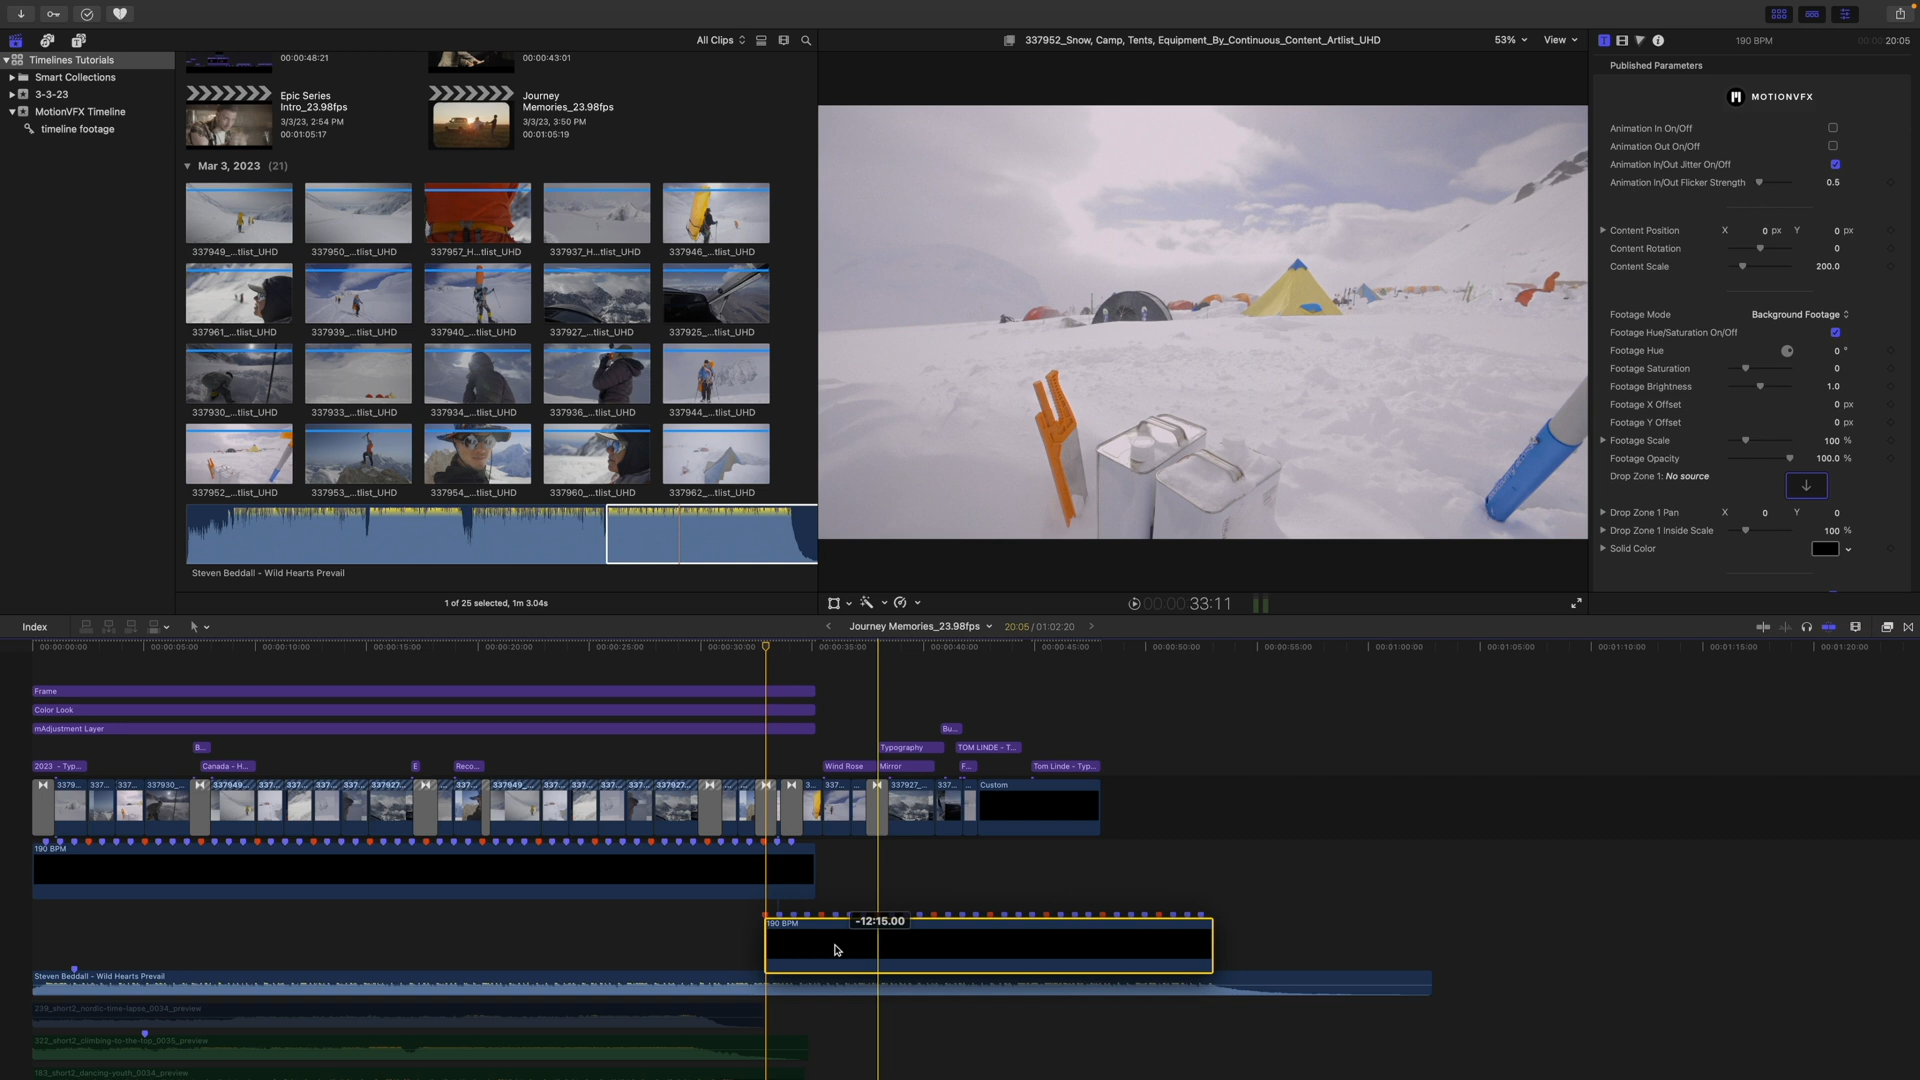 All Clips
337952_Snow, Camp, Tents, Equipment_By_Continuous_Content_Artlist_UHD
53%
View
190 BPM
00:00 20:05
Timelines Tutorials
Smart Collections
3-3-23
MotionVFX Timeline
timeline footage
00:00:48:21
00:00:43:01
Epic Series
Intro_23.98fps
3/3/23, 2:54 PM
00:01:05:17
Journey
Memories_23.98fps
3/3/23, 3:50 PM
00:01:05:19
Mar 3, 2023 (21)
337949_...tlist_UHD
337950_...tlist_UHD
337957_H...tlist_UHD
337937_H...tlist_UHD
337946_...tlist_UHD
337961_...tlist_UHD
337939_...tlist_UHD
337940_...tlist_UHD
337927_...tlist_UHD
337925_...tlist_UHD
337930_...tlist_UHD
337933_...tlist_UHD
337934_...tlist_UHD
337936_...tlist_UHD
337944_...tlist_UHD
337952_...tlist_UHD
337953_...tlist_UHD
337954_...tlist_UHD
337960_...tlist_UHD
337962_...tlist_UHD
Steven Beddall - Wild Hearts Prevail
1 of 25 selected, 1m 3.04s
00:00:33:11
Published Parameters
MOTIONVFX
Animation In On/Off
Animation Out On/Off
Animation In/Out Jitter On/Off
Animation In/Out Flicker Strength 0.5
Content Position X 0 px Y 0 px
Content Rotation 0
Content Scale 200.0
Footage Mode Background Footage
Footage Hue/Saturation On/Off
Footage Hue 0 °
Footage Saturation 0
Footage Brightness 1.0
Footage X Offset 0 px
Footage Y Offset 0 px
Footage Scale 100 %
Footage Opacity 100.0 %
Drop Zone 1: No source
Drop Zone 1 Pan X 0 Y 0
Drop Zone 1 Inside Scale 100 %
Solid Color
Index
Journey Memories_23.98fps
20:05 / 01:02:20
00:00:00:00
00:00:05:00
00:00:10:00
00:00:15:00
00:00:20:00
00:00:25:00
00:00:30:00
00:00:35:00
00:00:40:00
00:00:45:00
00:00:50:00
00:00:55:00
00:01:00:00
00:01:05:00
00:01:10:00
00:01:15:00
00:01:20:00
Frame
Color Look
mAdjustment Layer
Bu...
B...
Typography
TOM LINDE - T...
2023 - Typ...
Canada - H...
E
Reco...
Wind Rose
Mirror
F...
Tom Linde - Typ...
3379...
337...
337...
337930_...
337949...
337...
337...
337...
337...
337927...
337...
337949_...
337...
337...
337...
337...
337927...
3...
337...
337927_...
337...
Custom
190 BPM
-12:15.00
190 BPM
Steven Beddall - Wild Hearts Prevail
239_short2_nordic-time-lapse_0034_preview
322_short2_climbing-to-the-top_0035_preview
183_short2_dancing-youth_0034_preview